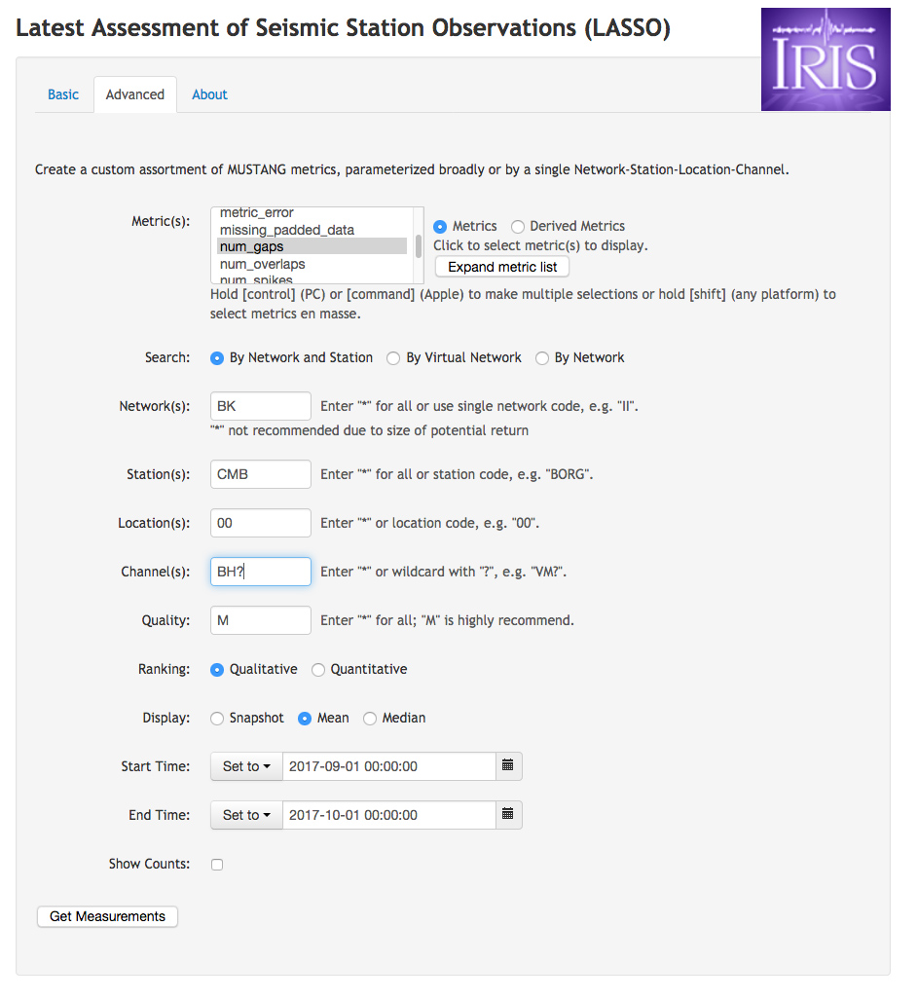 Latest Assessment of Seismic Station Observations (LASSO)
IRIS
Basic Advanced About
Create a custom assortment of MUSTANG metrics, parameterized broadly or by a single Network-Station-Location-Channel.
Metric(s):
metric_error
missing_padded_data
num_gaps
num_overlaps
num_spikes
Metrics Derived Metrics
Click to select metric(s) to display.
Expand metric list
Hold [control] (PC) or [command] (Apple) to make multiple selections or hold [shift] (any platform) to
select metrics en masse.
Search: By Network and Station By Virtual Network By Network
Network(s): BK Enter "*" for all or use single network code, e.g. "II".
"*" not recommended due to size of potential return
Station(s): CMB Enter "*" for all or station code, e.g. "BORG".
Location(s): 00 Enter "*" or location code, e.g. "00".
Channel(s): BH? Enter "*" or wildcard with "?", e.g. "VM?".
Quality: M Enter "*" for all; "M" is highly recommend.
Ranking: Qualitative Quantitative
Display: Snapshot Mean Median
Start Time: Set to 2017-09-01 00:00:00
End Time: Set to 2017-10-01 00:00:00
Show Counts:
Get Measurements